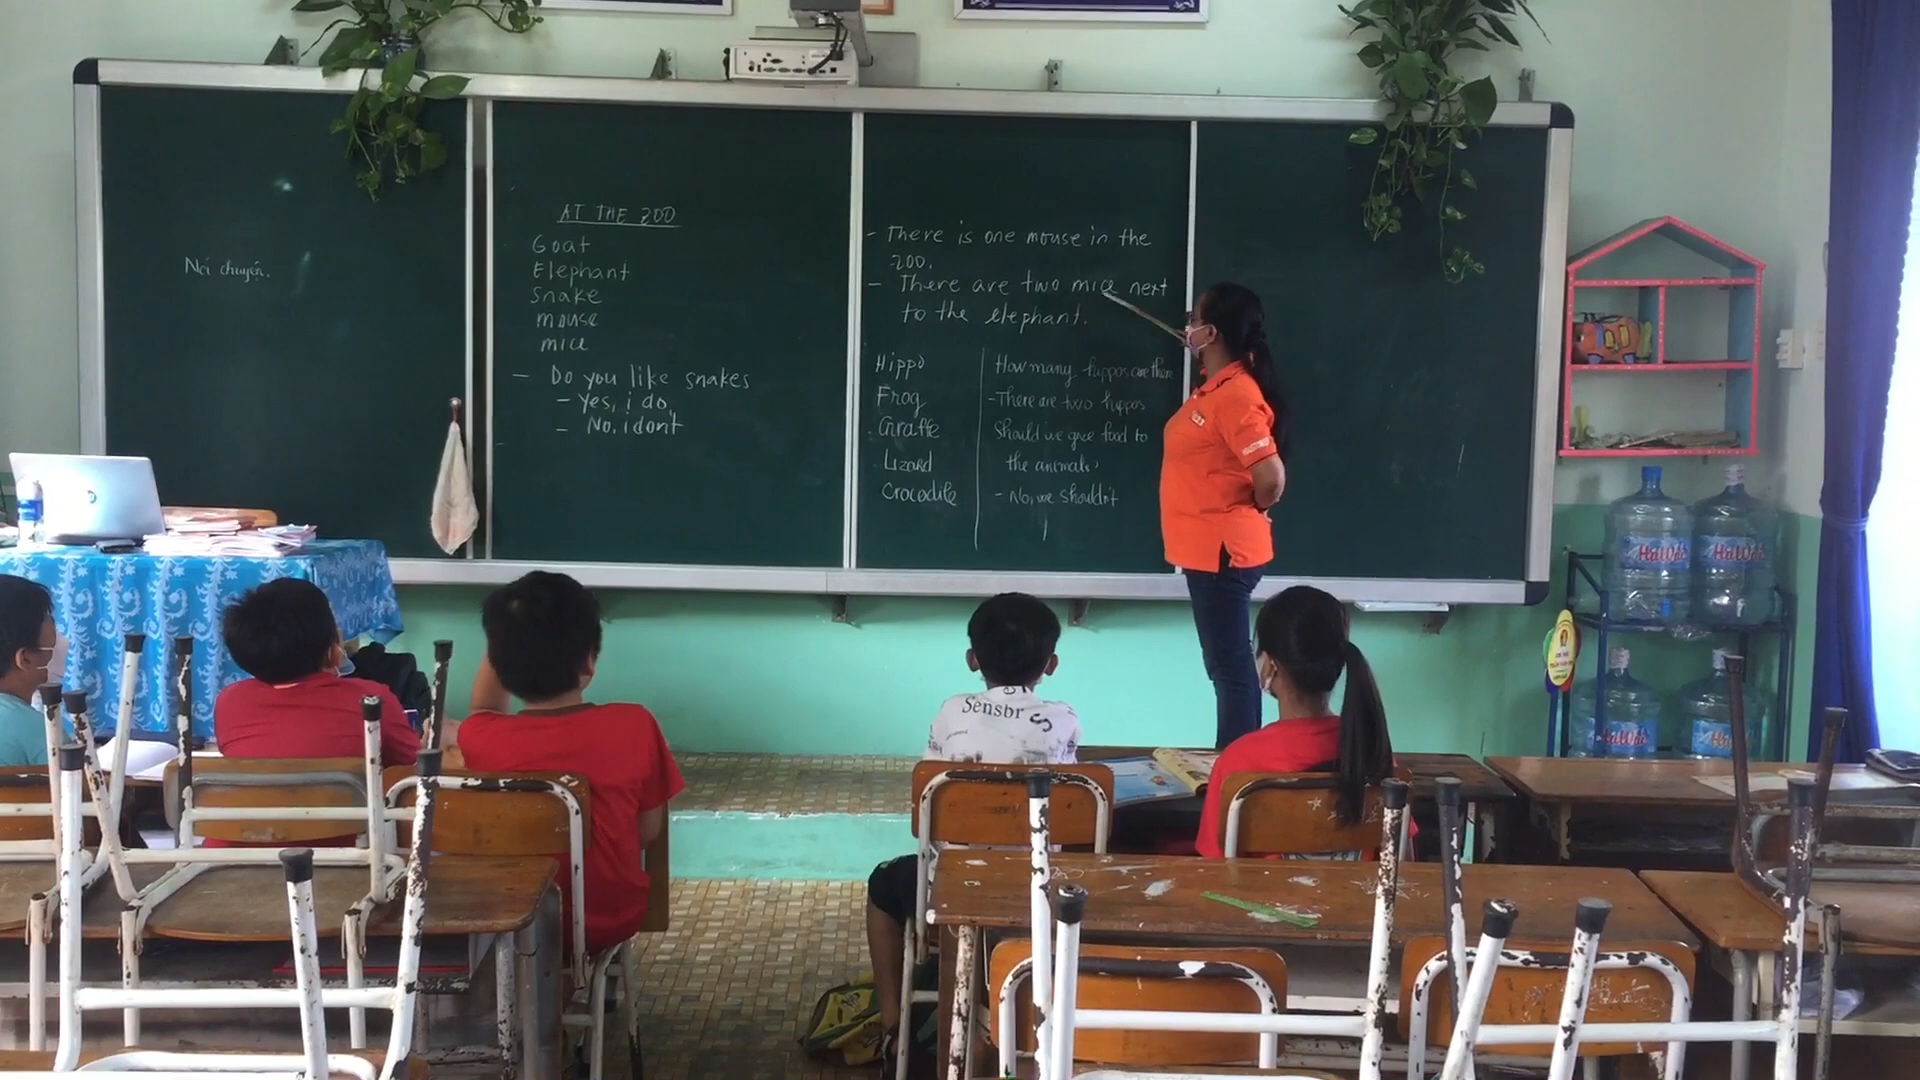 Nói chuyện.
AT THE ZOO
Goat
Elephant
Snake
mouse
mice
- Do you like snakes
- Yes, i do,
- No, i dont
- There is one mouse in the
zoo.
- There are two mice next
to the elephant.
Hippo
Frog
Giraffe
Lizard
Crocodile
How many hippos are there
- There are two hippos
Should we give food to
the animals,
- No, we shouldn't
Sensbr